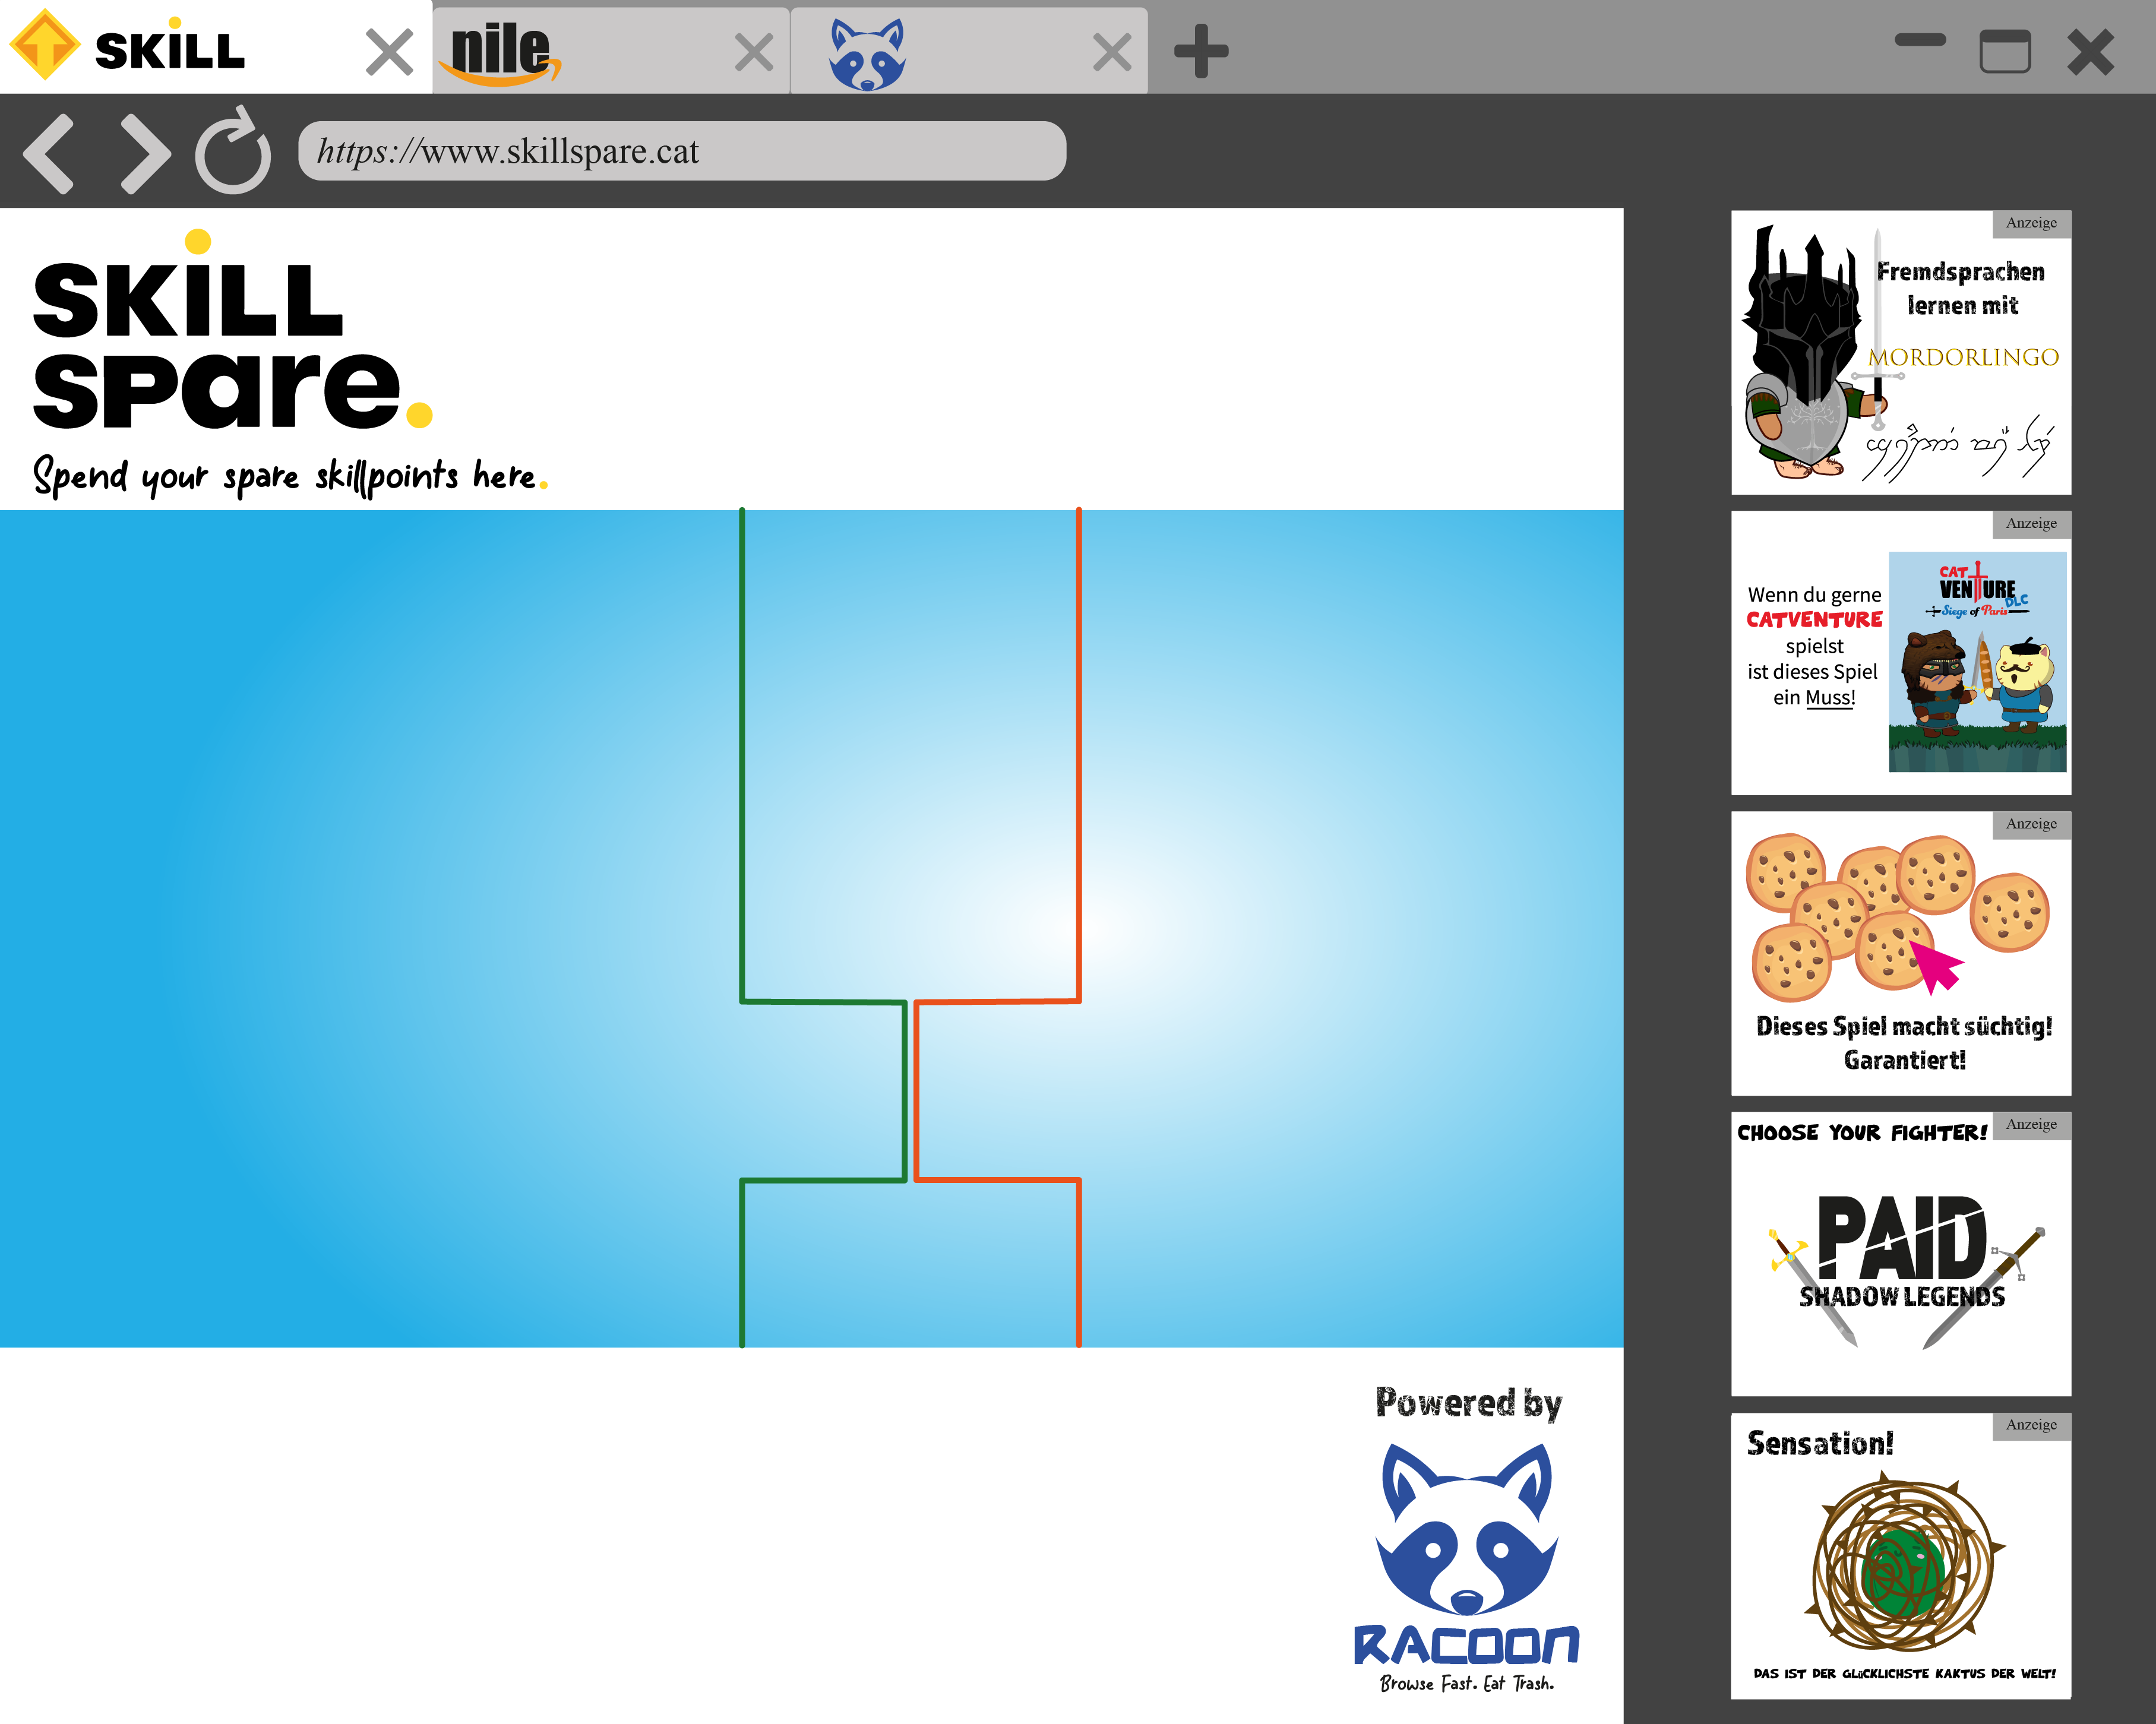 SKiLL
nile
https://www.skillspare.cat
SKiLL
SPare.
Spend your spare skillpoints here.
Powered by
RACOON
Browse Fast. Eat Trash.
Anzeige
Fremdsprachen
lernen mit
MORDORLINGO
Anzeige
Wenn du gerne
CATVENTURE
spielst
ist dieses Spiel
ein Muss!
CAT
VENTURE
DLC
Siege of Paris
Anzeige
Dieses Spiel macht süchtig!
Garantiert!
Anzeige
CHOOSE YOUR FIGHTER!
PAID
SHADOW LEGENDS
Anzeige
Sensation!
DAS IST DER GLÜCKLICHSTE KAKTUS DER WELT!